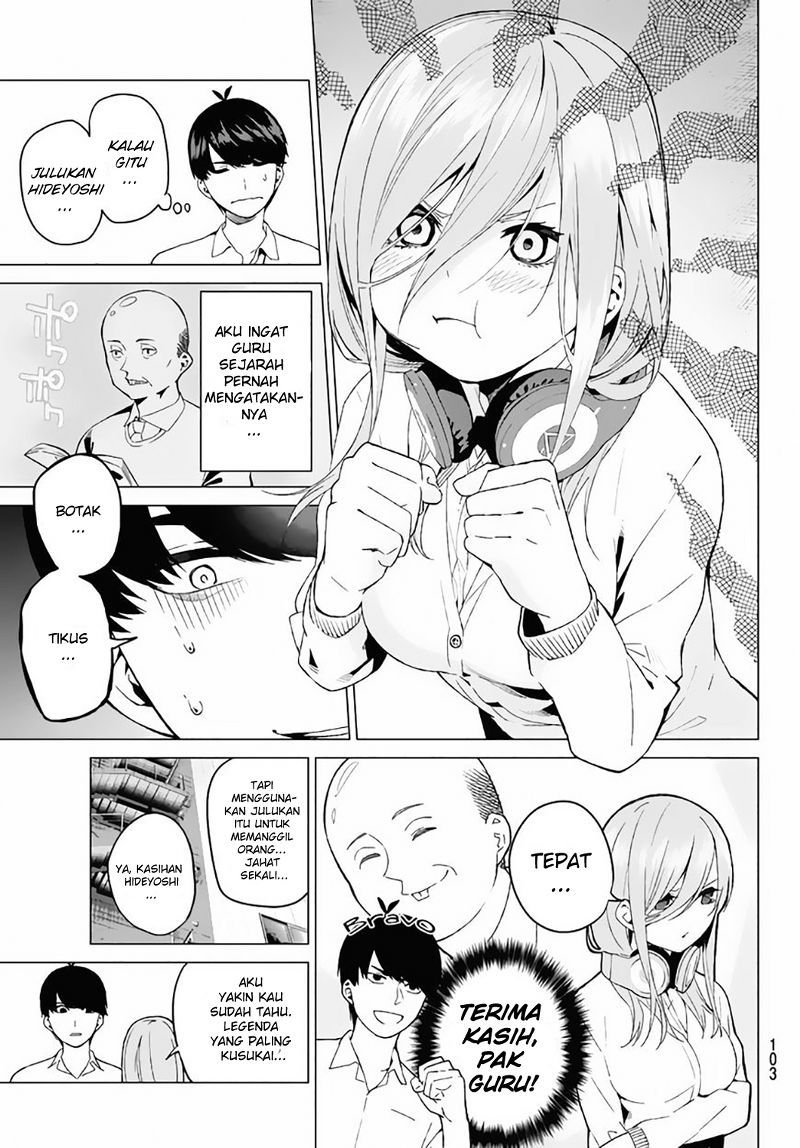 KALAU
GITU
...
JULUKAN
HIDEYOSHI
...
AKU INGAT
GURU
SEJARAH
PERNAH
MENGATAKAN-
NYA
...
BOTAK
...
TIKUS
...
TEPAT
...
Bravo
TERIMA
KASIH,
PAK
GURU!
TAPI
MENGGUNA-
KAN JULUKAN
ITU UNTUK
MEMANGGIL
ORANG...
JAHAT
SEKALI...
YA, KASIHAN
HIDEYOSHI
...
AKU
YAKIN KAU
SUDAH TAHU.
LEGENDA
YANG PALING
KUSUKAI...
103